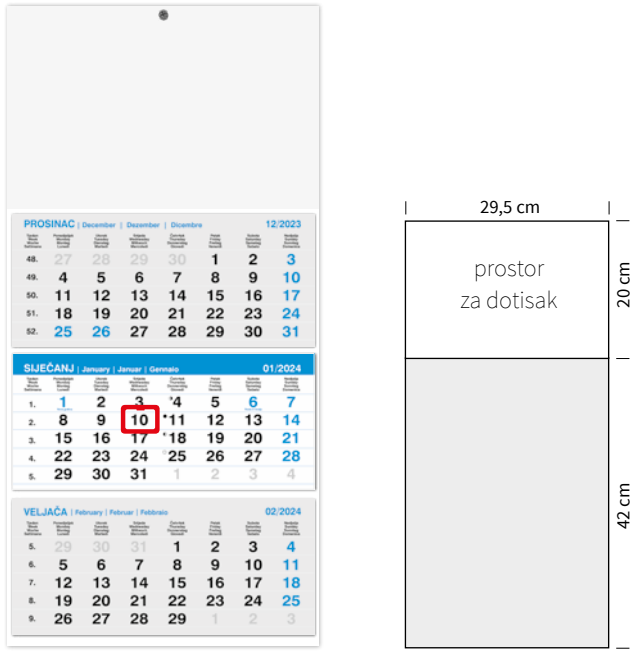 PROSINAC | December | Dezember | Dicembre 12/2023
48. 27 28 29 30 1 2 3
49. 4 5 6 7 8 9 10
50. 11 12 13 14 15 16 17
51. 18 19 20 21 22 23 24
52. 25 26 27 28 29 30 31
SIJEČANJ | January | Januar | Gennaio 01/2024
1. 1 2 3 4 5 6 7
2. 8 9 10 11 12 13 14
3. 15 16 17 18 19 20 21
4. 22 23 24 25 26 27 28
5. 29 30 31 1 2 3 4
VELJAČA | February | Februar | Febbraio 02/2024
5. 29 30 31 1 2 3 4
6. 5 6 7 8 9 10 11
7. 12 13 14 15 16 17 18
8. 19 20 21 22 23 24 25
9. 26 27 28 29 1 2 3
29,5 cm
prostor
za dotisak
20 cm
42 cm